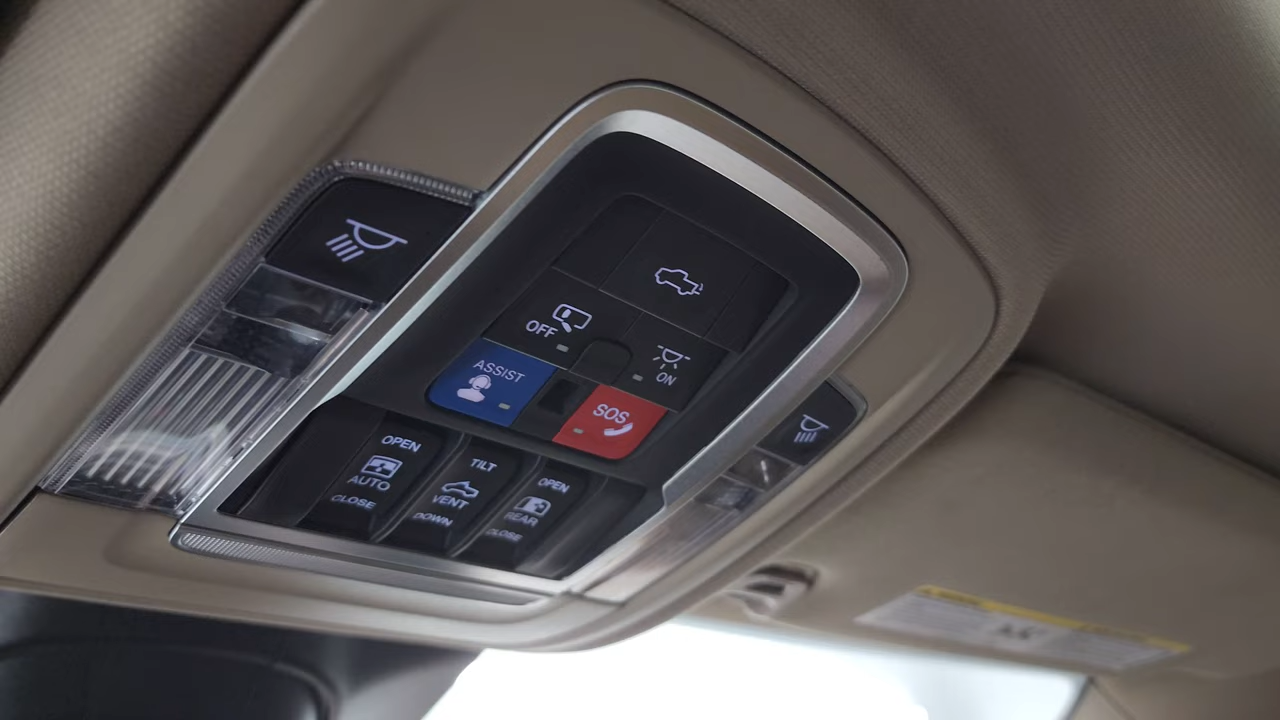 OFF
ON
ASSIST
SOS
OPEN
AUTO
CLOSE
TILT
VENT
DOWN
OPEN
REAR
CLOSE